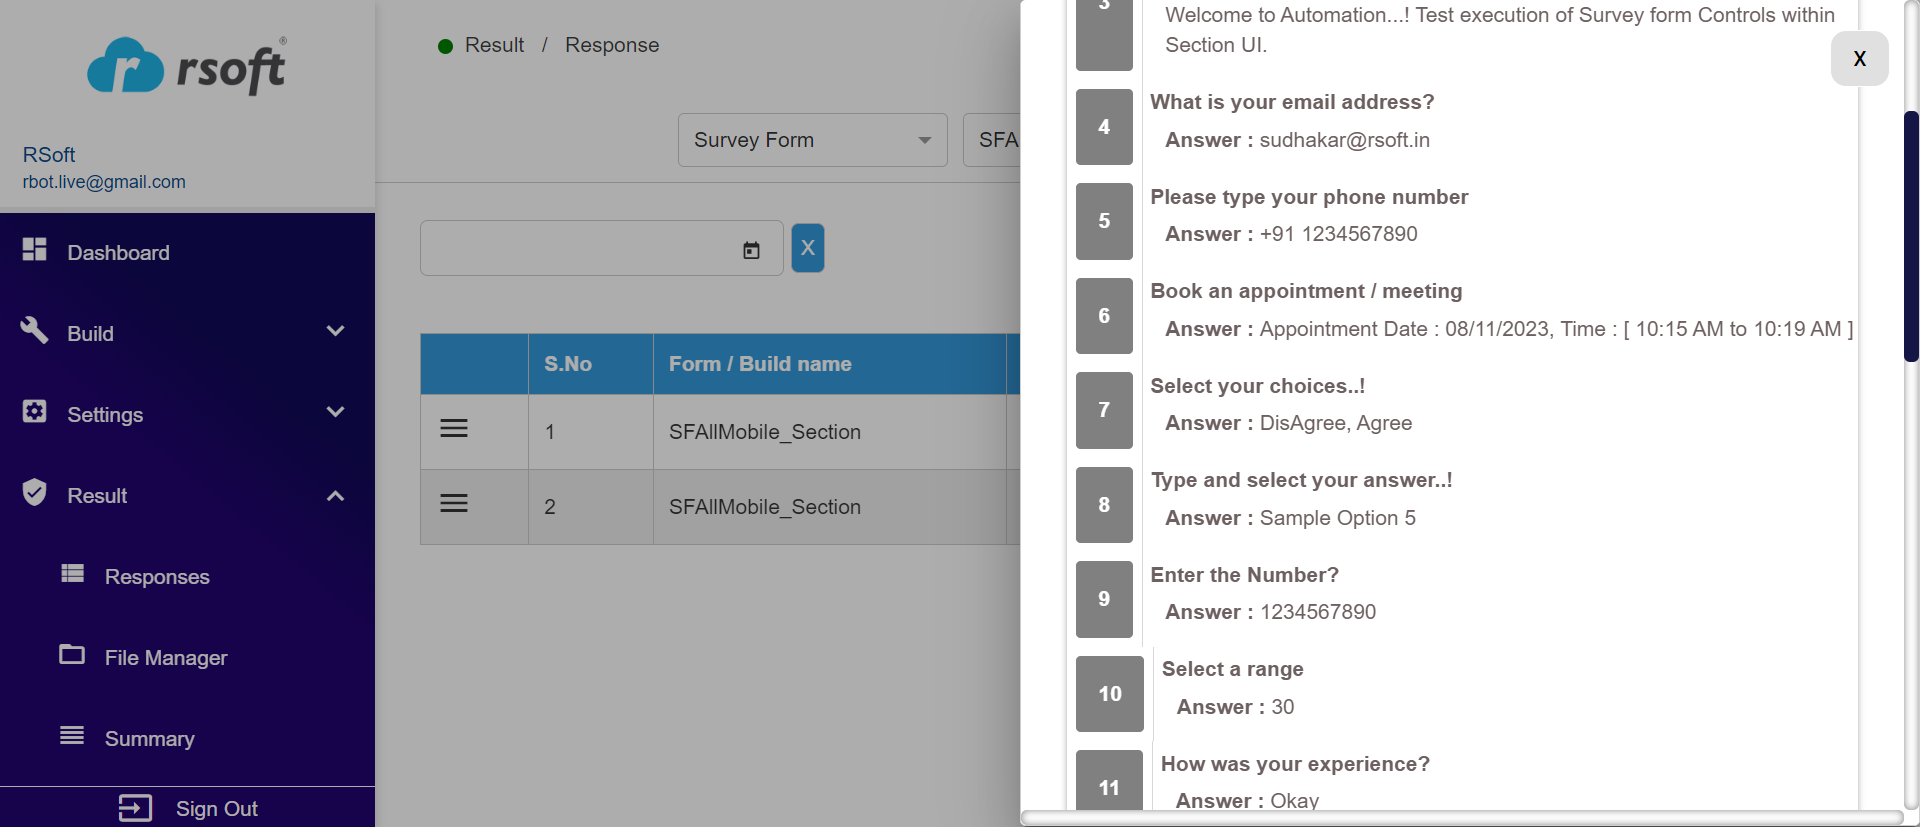 rsoft
®
RSoft
rbot.live@gmail.com
Dashboard
Build
Settings
Result
Responses
File Manager
Summary
Sign Out
Result / Response
Survey Form
SFA
X
S.No
Form / Build name
1
SFAllMobile_Section
2
SFAllMobile_Section
X
3
Welcome to Automation...! Test execution of Survey form Controls within
Section UI.
4
What is your email address?
Answer : sudhakar@rsoft.in
5
Please type your phone number
Answer : +91 1234567890
6
Book an appointment / meeting
Answer : Appointment Date : 08/11/2023, Time : [ 10:15 AM to 10:19 AM ]
7
Select your choices..!
Answer : DisAgree, Agree
8
Type and select your answer..!
Answer : Sample Option 5
9
Enter the Number?
Answer : 1234567890
10
Select a range
Answer : 30
11
How was your experience?
Answer : Okay